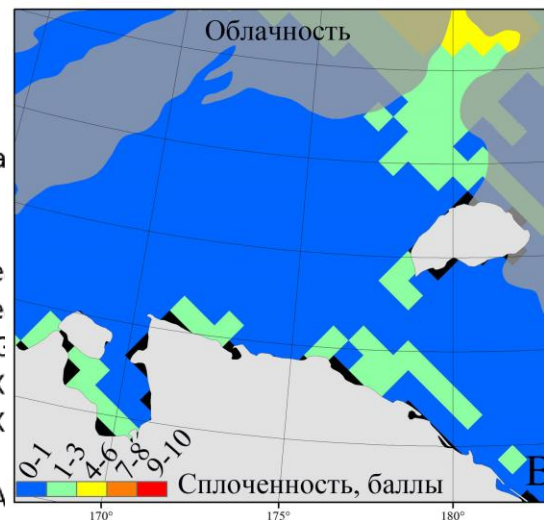 Облачность
0-1 1-3 4-6 7-8 9-10
Сплоченность, баллы
В
170° 175° 180°